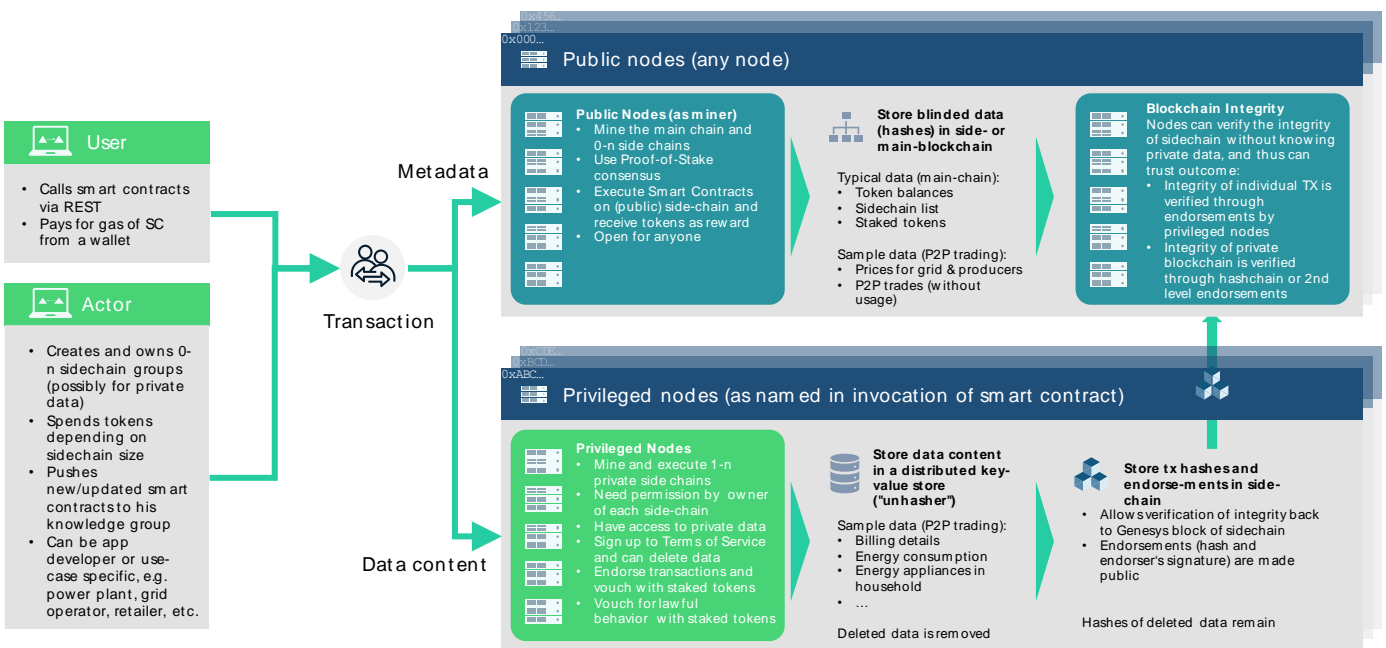 User
• Calls smart contracts
via REST
• Pays for gas of SC
from a wallet
Actor
• Creates and owns 0-
n sidechain groups
(possibly for private
data)
• Spends tokens
depending on
sidechain size
• Pushes
new/updated smart
contracts to his
knowledge group
• Can be app
developer or use-
case specific, e.g.
power plant, grid
operator, retailer, etc.
Transaction
Metadata
Data content
0x456...
0x123...
0x000...
Public nodes (any node)
Public Nodes (as miner)
• Mine the main chain and
0-n side chains
• Use Proof-of-Stake
consensus
• Execute Smart Contracts
on (public) side-chain and
receive tokens as reward
• Open for anyone
Store blinded data
(hashes) in side- or
main-blockchain
Typical data (main-chain):
• Token balances
• Sidechain list
• Staked tokens
Sample data (P2P trading):
• Prices for grid & producers
• P2P trades (without
usage)
Blockchain Integrity
Nodes can verify the integrity
of sidechain without knowing
private data, and thus can
trust outcome:
• Integrity of individual TX is
verified through
endorsements by
privileged nodes
• Integrity of private
blockchain is verified
through hashchain or 2nd
level endorsements
0xCDE...
0xBCD...
0xABC...
Privileged nodes (as named in invocation of smart contract)
Privileged Nodes
• Mine and execute 1-n
private side chains
• Need permission by owner
of each side-chain
• Have access to private data
• Sign up to Terms of Service
and can delete data
• Endorse transactions and
vouch with staked tokens
• Vouch for lawful
behavior with staked tokens
Store data content
in a distributed key-
value store
("unhasher")
Sample data (P2P trading):
• Billing details
• Energy consumption
• Energy appliances in
household
• ...
Deleted data is removed
Store tx hashes and
endorse-ments in side-
chain
• Allows verification of integrity back
to Genesys block of sidechain
• Endorsements (hash and
endorser's signature) are made
public
Hashes of deleted data remain